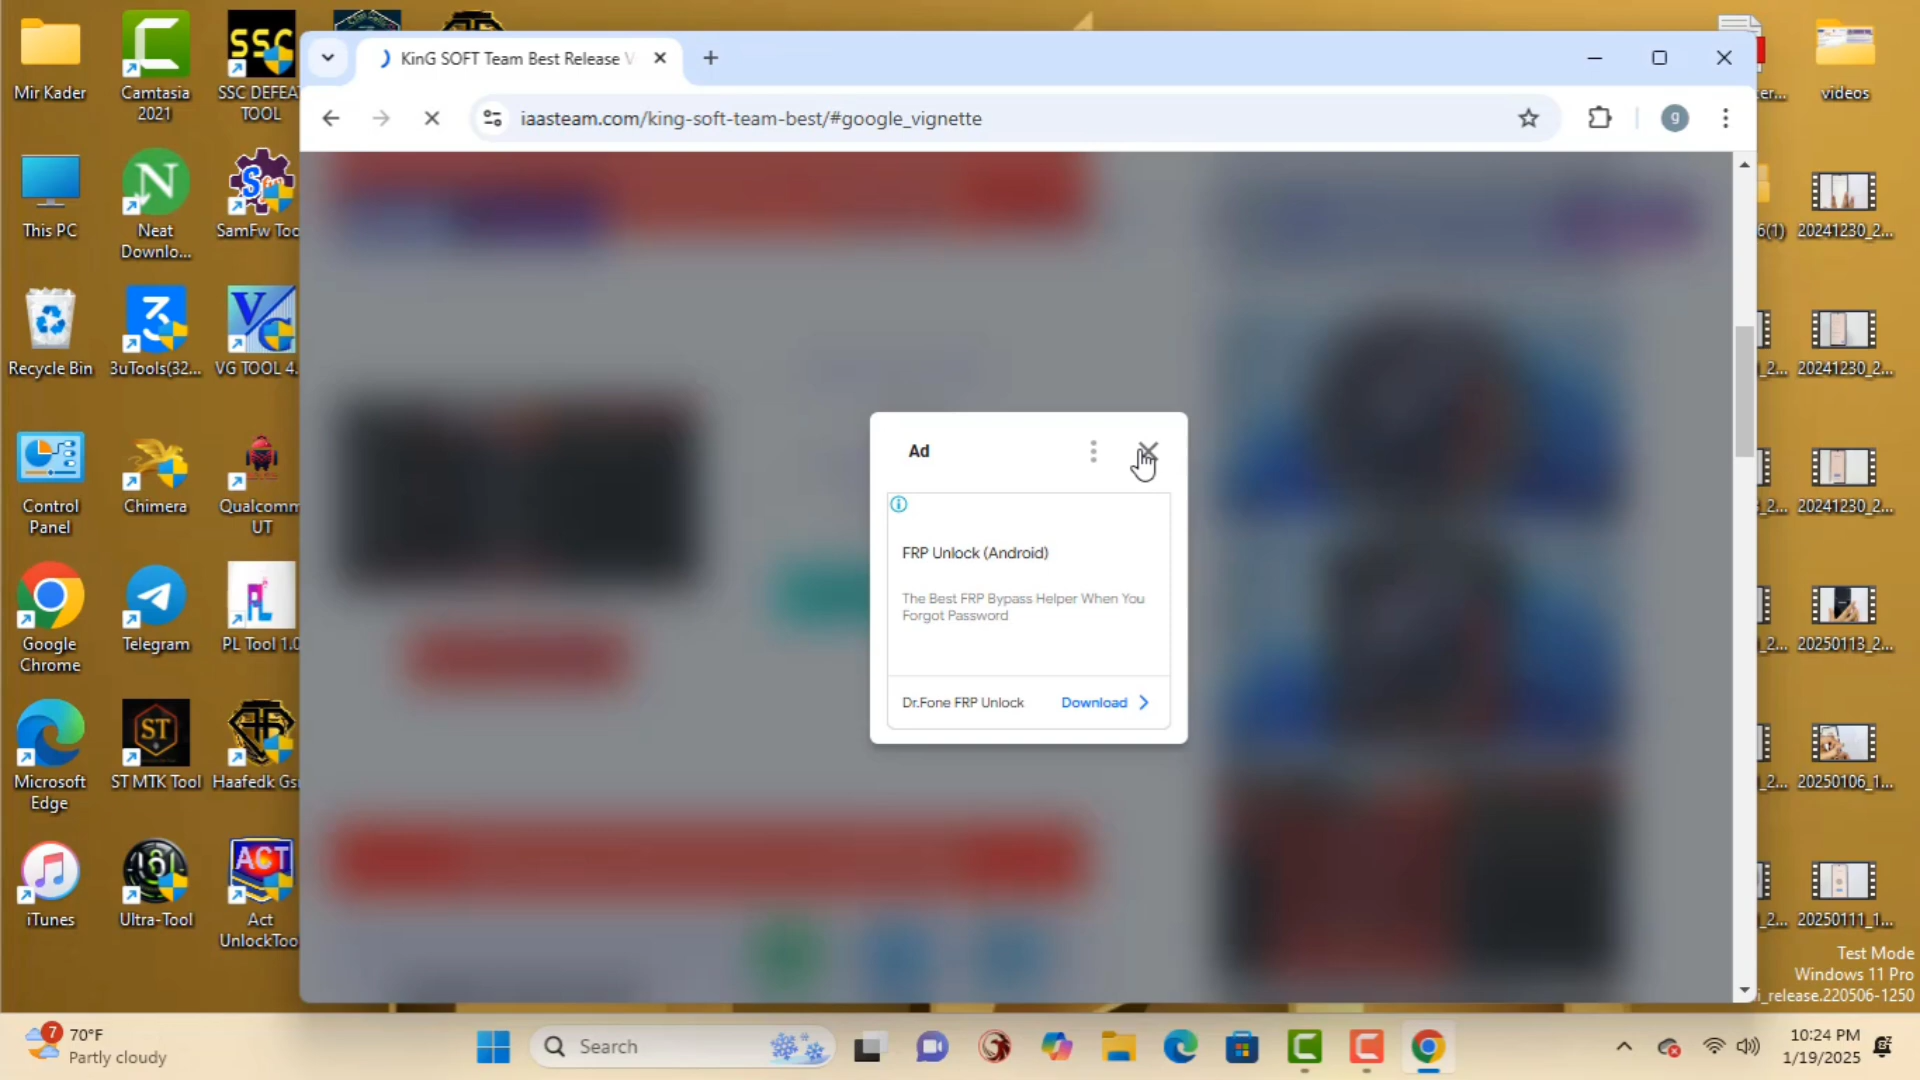 KinG SOFT Team Best Release V
iaasteam.com/king-soft-team-best/#google_vignette
g
Mir Kader
Camtasia
2021
SSC DEFEA
TOOL
videos
This PC
Neat
Downlo...
SamFw Too
6(1)
20241230_2...
Recycle Bin
3uTools(32...
VG TOOL 4.
20241230_2...
Control
Panel
Chimera
Qualcomm
UT
20241230_2...
Google
Chrome
Telegram
PL Tool 1.0
20250113_2...
Microsoft
Edge
ST MTK Tool
Haafedk Gs
20250106_1...
iTunes
Ultra-Tool
Act
UnlockToo
20250111_1...
Ad
FRP Unlock (Android)
The Best FRP Bypass Helper When You
Forgot Password
Dr.Fone FRP Unlock
Download
Test Mode
Windows 11 Pro
i_release.220506-1250
7
70°F
Partly cloudy
Search
10:24 PM
1/19/2025